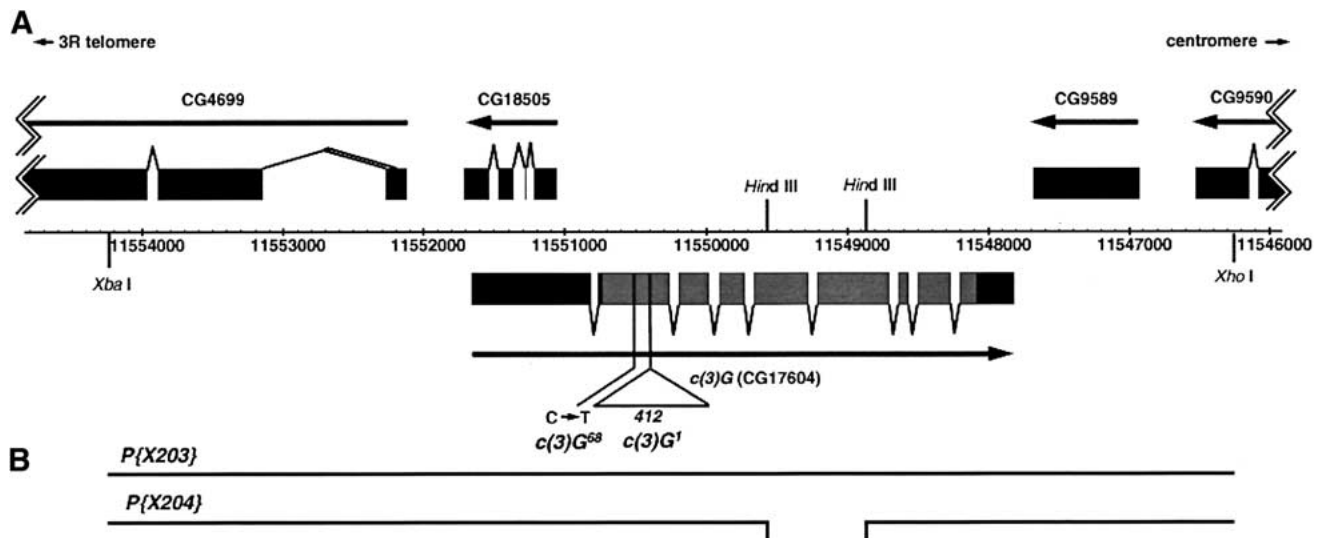 A
← 3R telomere
centromere →
CG4699
CG18505
CG9589
CG9590
Hind III
Hind III
11554000
11553000
11552000
11551000
11550000
11549000
11548000
11547000
11546000
Xba I
Xho I
c(3)G (CG17604)
C → T
412
c(3)G68
c(3)G1
B
P{X203}
P{X204}